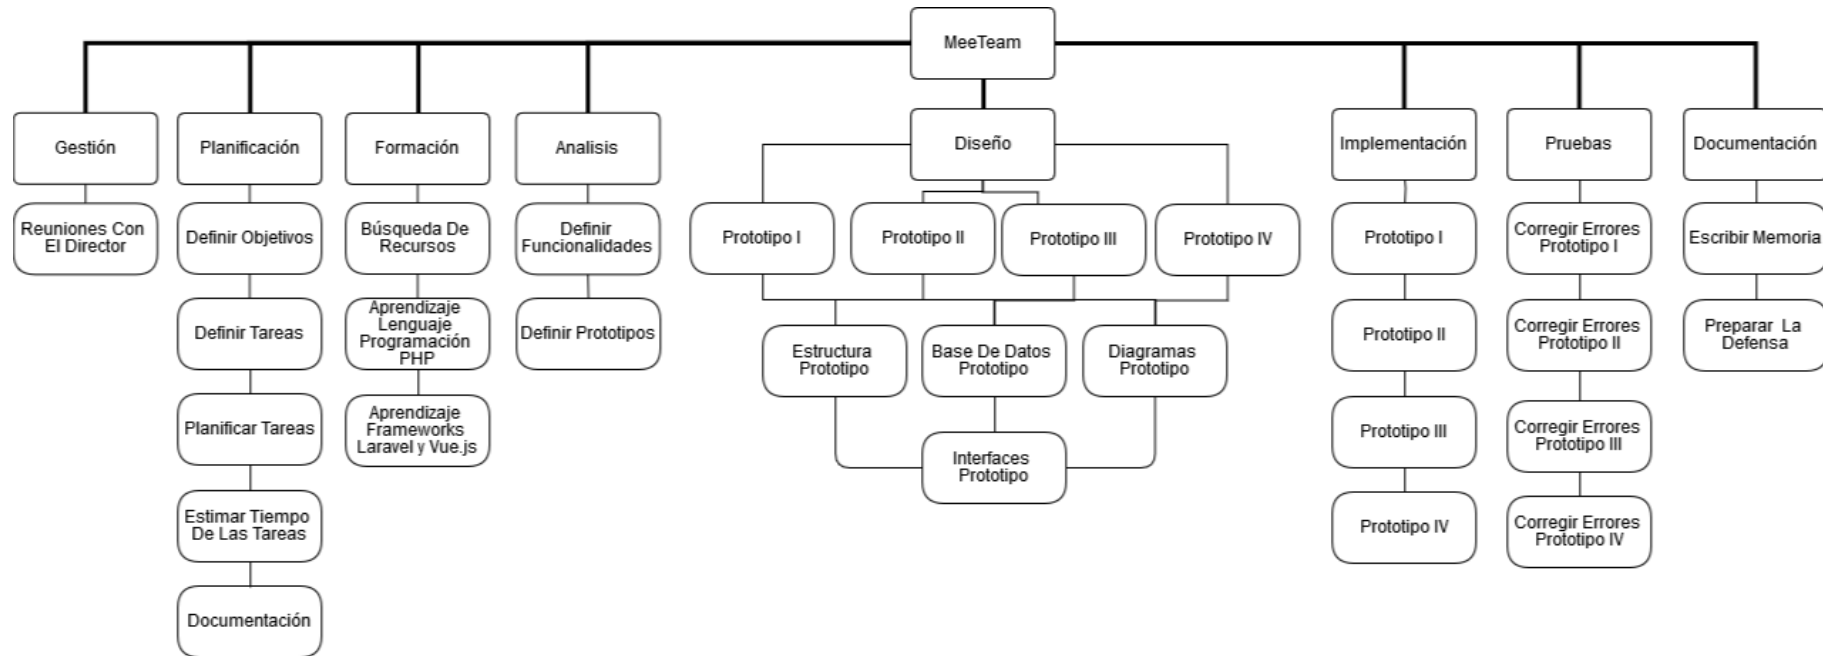 MeeTeam
Gestión
Planificación
Formación
Analisis
Diseño
Implementación
Pruebas
Documentación
Reuniones Con
El Director
Definir Objetivos
Definir Tareas
Planificar Tareas
Estimar Tiempo
De Las Tareas
Documentación
Búsqueda De
Recursos
Aprendizaje
Lenguaje
Programación
PHP
Aprendizaje
Frameworks
Laravel y Vue.js
Definir
Funcionalidades
Definir Prototipos
Prototipo I
Prototipo II
Prototipo III
Prototipo IV
Estructura
Prototipo
Base De Datos
Prototipo
Diagramas
Prototipo
Interfaces
Prototipo
Prototipo I
Prototipo II
Prototipo III
Prototipo IV
Corregir Errores
Prototipo I
Corregir Errores
Prototipo II
Corregir Errores
Prototipo III
Corregir Errores
Prototipo IV
Escribir Memoria
Preparar La
Defensa